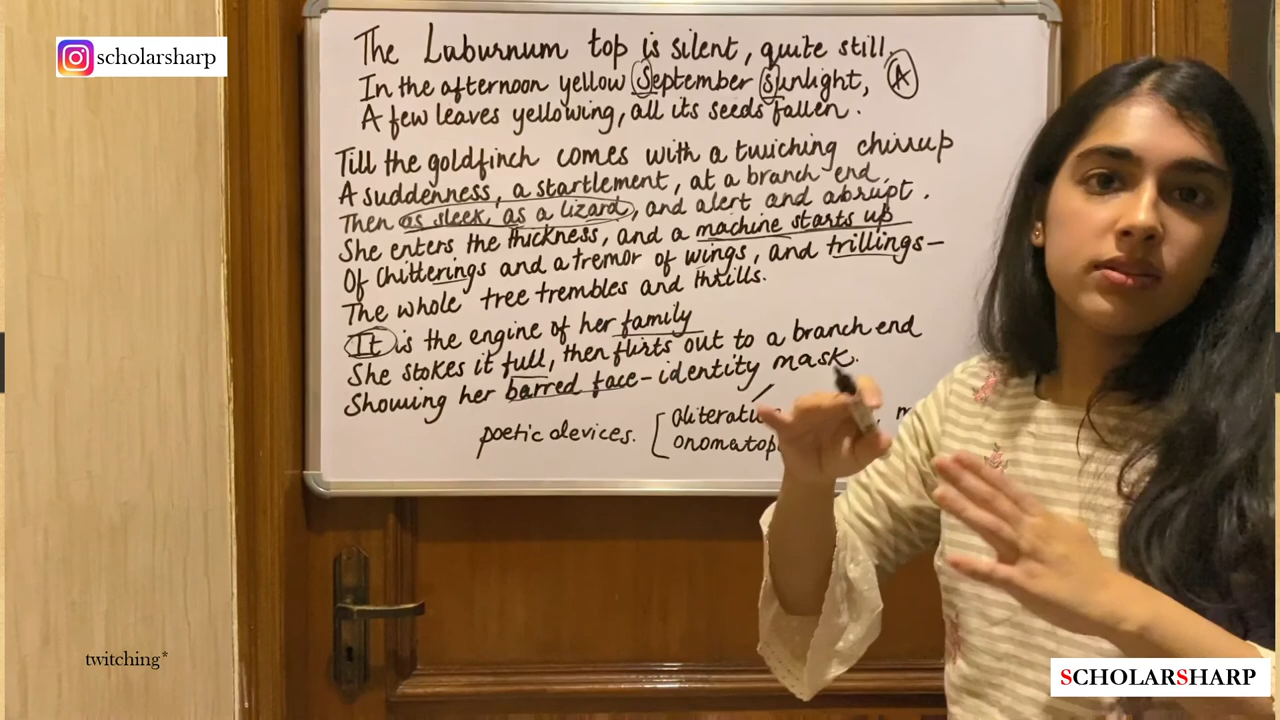 scholarsharp
The Laburnum top is silent, quite still,
In the afternoon yellow September Sunlight, A
A few leaves yellowing, all its seeds fallen.
Till the goldfinch comes with a twiching chirrup
A suddenness, a startlement, at a branch end,
Then as sleek as a lizard, and alert and abrupt.
She enters the thickness, and a machine starts up
Of chitterings and a tremor of wings, and trillings—
The whole tree trembles and thrills.
It is the engine of her family
She stokes it full, then flirts out to a branch end
Showing her barred face-identity mask.
poetic devices.
twitching*
SCHOLARSHARP